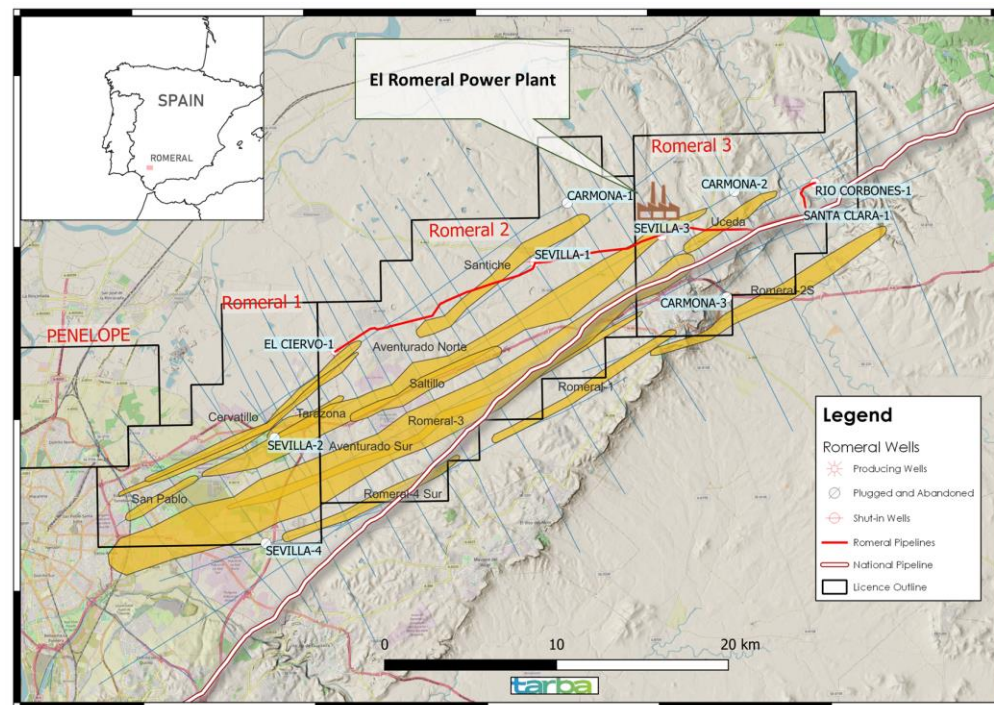 SPAIN
ROMERAL
El Romeral Power Plant
Romeral 3
CARMONA-2
CARMONA-1
RIO CORBONES-1
SANTA CLARA-1
Uceda
SEVILLA-3
Romeral 2
SEVILLA-1
Santiche
Romeral-2S
CARMONA-3
Romeral 1
PENELOPE
EL CIERVO-1
Aventurado Norte
Saltillo
Romeral-1
Cervatillo
Tarazona
Romeral-3
SEVILLA-2
Aventurado Sur
San Pablo
Romeral-4 Sur
SEVILLA-4
Legend
Romeral Wells
Producing Wells
Plugged and Abandoned
Shut-in Wells
Romeral Pipelines
National Pipeline
Licence Outline
0 10 20 km
tarba